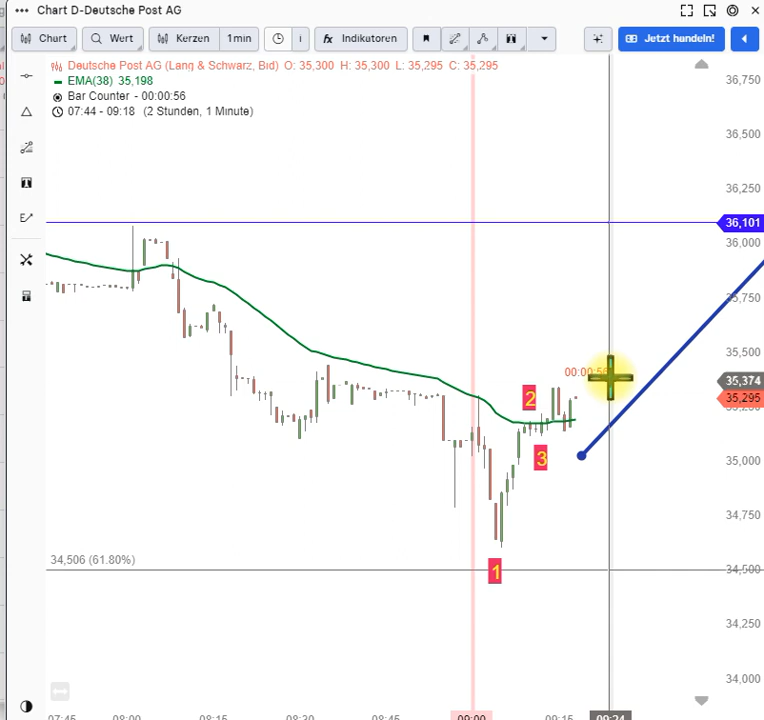 Chart D-Deutsche Post AG
Chart Wert Kerzen 1min i fx Indikatoren Jetzt handeln!
Deutsche Post AG (Lang & Schwarz, Bid) O: 35,300 H: 35,300 L: 35,295 C: 35,295
EMA(38) 35,198
Bar Counter - 00:00:56
07:44 - 09:18 (2 Stunden, 1 Minute)
36,750
36,500
36,250
36,101
36,000
35,750
35,500
35,374
35,295
2
3
35,000
34,750
34,506 (61.80%)
34,500
1
34,250
34,000
07:45 08:00 08:15 08:30 08:45 09:00 09:15 09:24